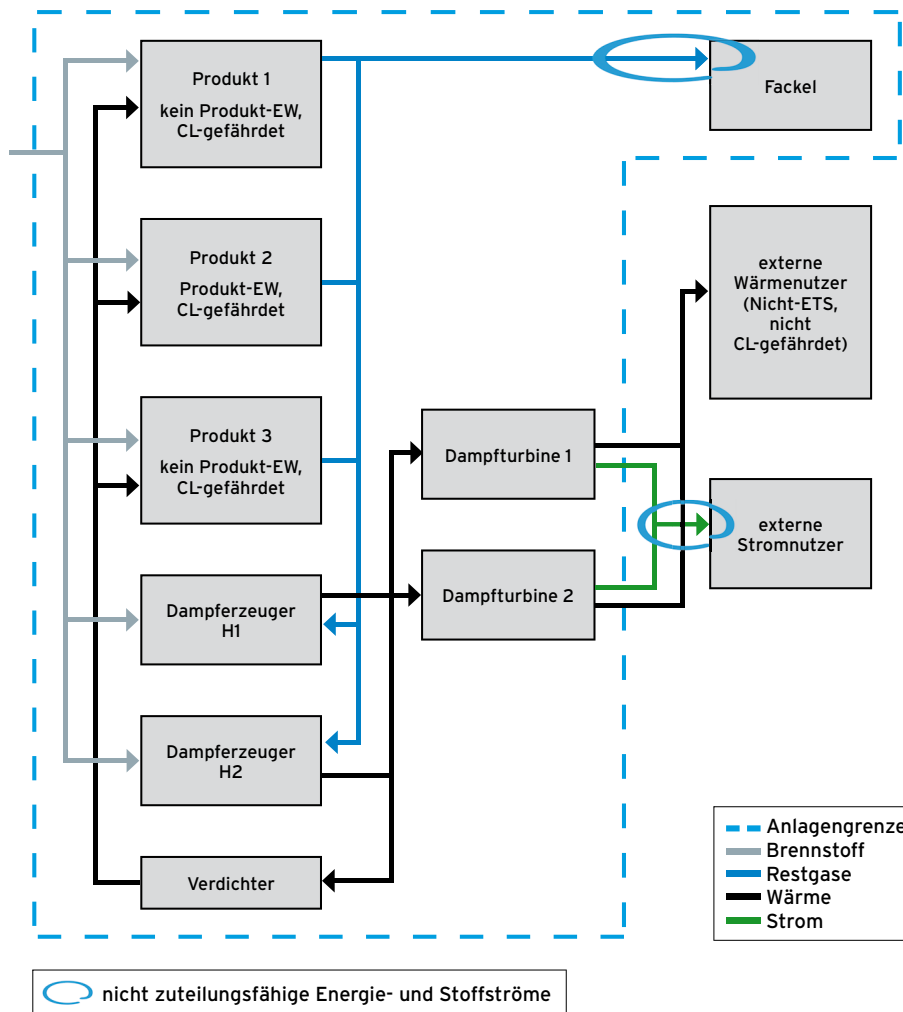 Produkt 1
kein Produkt-EW,
CL-gefährdet
Fackel
Produkt 2
Produkt-EW,
CL-gefährdet
externe
Wärmenutzer
(Nicht-ETS,
nicht
CL-gefährdet)
Produkt 3
kein Produkt-EW,
CL-gefährdet
Dampfturbine 1
externe
Stromnutzer
Dampfturbine 2
Dampferzeuger
H1
Dampferzeuger
H2
Verdichter
Anlagengrenze
Brennstoff
Restgase
Wärme
Strom
nicht zuteilungsfähige Energie- und Stoffströme